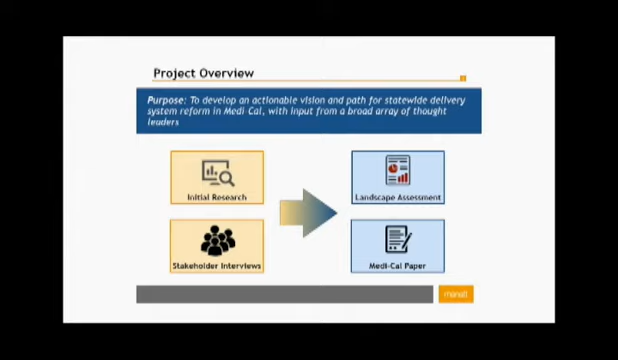 Project Overview
Purpose: To develop an actionable vision and path for statewide delivery
system reform in Medi-Cal, with input from a broad array of thought
leaders
Initial Research
Landscape Assessment
Stakeholder Interviews
Medi-Cal Paper
manatt